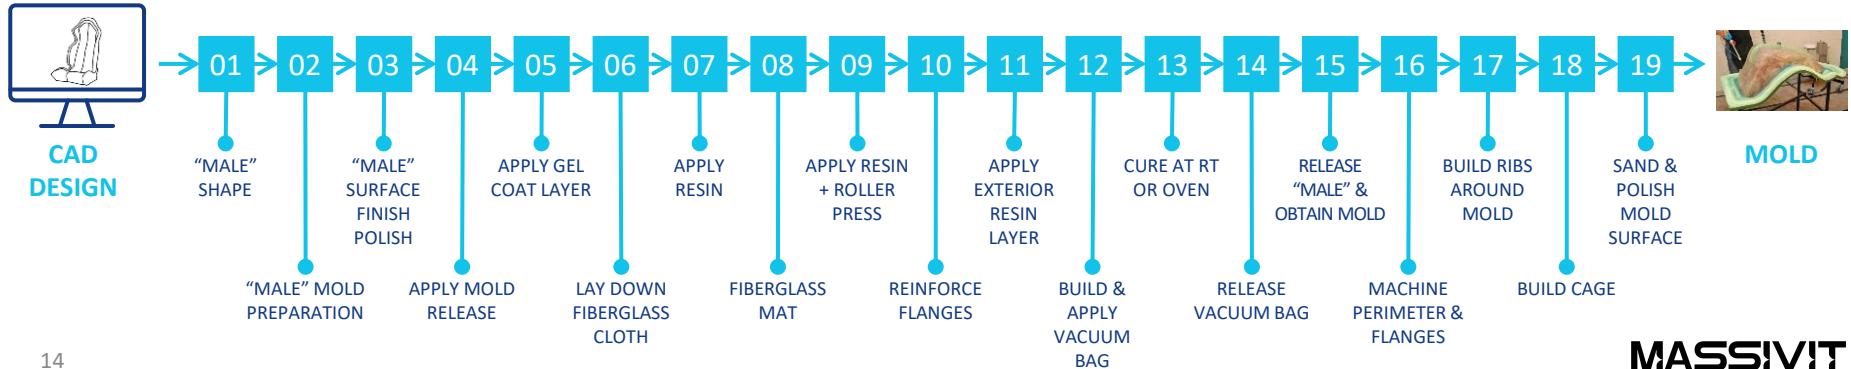 CAD
DESIGN
01
02
03
04
05
06
07
08
09
10
11
12
13
14
15
16
17
18
19
MOLD
“MALE”
SHAPE
“MALE” MOLD
PREPARATION
“MALE”
SURFACE
FINISH
POLISH
APPLY MOLD
RELEASE
APPLY GEL
COAT LAYER
LAY DOWN
FIBERGLASS
CLOTH
APPLY
RESIN
FIBERGLASS
MAT
APPLY RESIN
+ ROLLER
PRESS
REINFORCE
FLANGES
APPLY
EXTERIOR
RESIN
LAYER
BUILD &
APPLY
VACUUM
BAG
CURE AT RT
OR OVEN
RELEASE
VACUUM BAG
RELEASE
“MALE” &
OBTAIN MOLD
MACHINE
PERIMETER &
FLANGES
BUILD RIBS
AROUND
MOLD
BUILD CAGE
SAND &
POLISH
MOLD
SURFACE
14
MASSIVIT